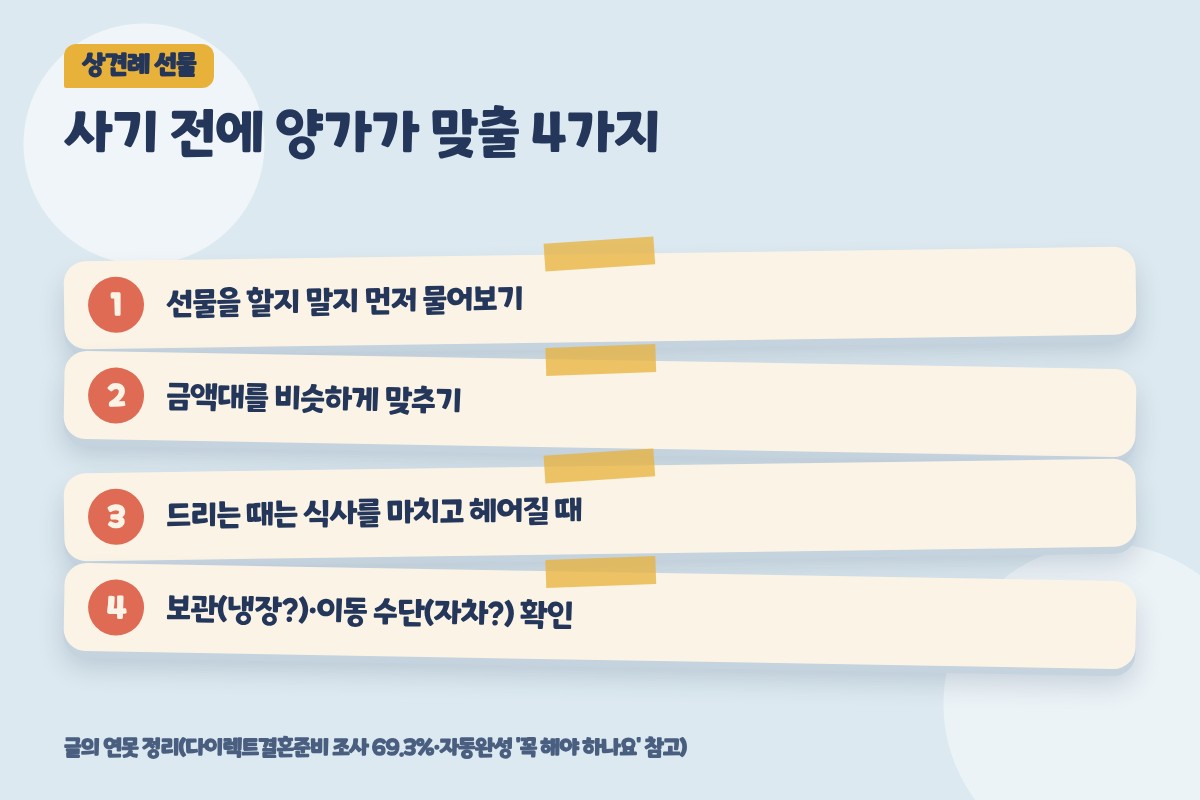 상견례 선물
사기 전에 양가가 맞출 4가지
1 선물을 할지 말지 먼저 물어보기
2 금액대를 비슷하게 맞추기
3 드리는 때는 식사를 마치고 헤어질 때
4 보관(냉장?)·이동 수단(자차?) 확인
글의 연못 정리(다이렉트결혼준비 조사 69.3%·자동완성 '꼭 해야 하나요' 참고)